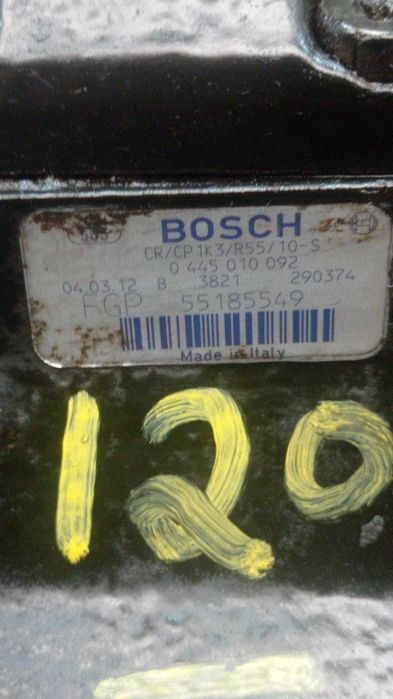 BOSCH
CR/CP1K3/R55/10-S
0 445 010 092
04.03.12 B 3821 290374
FGP 55185549
Made in Italy
120